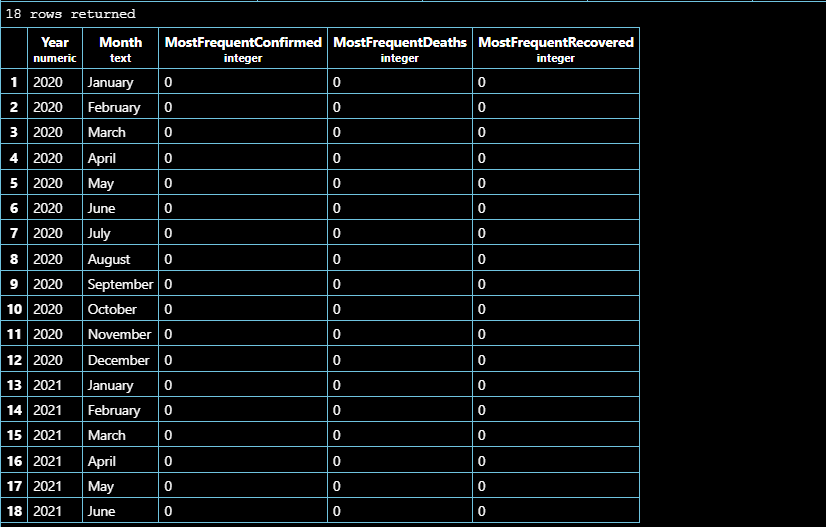 18 rows returned
Year Month MostFrequentConfirmed MostFrequentDeaths MostFrequentRecovered
numeric text integer integer integer
1 2020 January 0 0 0
2 2020 February 0 0 0
3 2020 March 0 0 0
4 2020 April 0 0 0
5 2020 May 0 0 0
6 2020 June 0 0 0
7 2020 July 0 0 0
8 2020 August 0 0 0
9 2020 September 0 0 0
10 2020 October 0 0 0
11 2020 November 0 0 0
12 2020 December 0 0 0
13 2021 January 0 0 0
14 2021 February 0 0 0
15 2021 March 0 0 0
16 2021 April 0 0 0
17 2021 May 0 0 0
18 2021 June 0 0 0